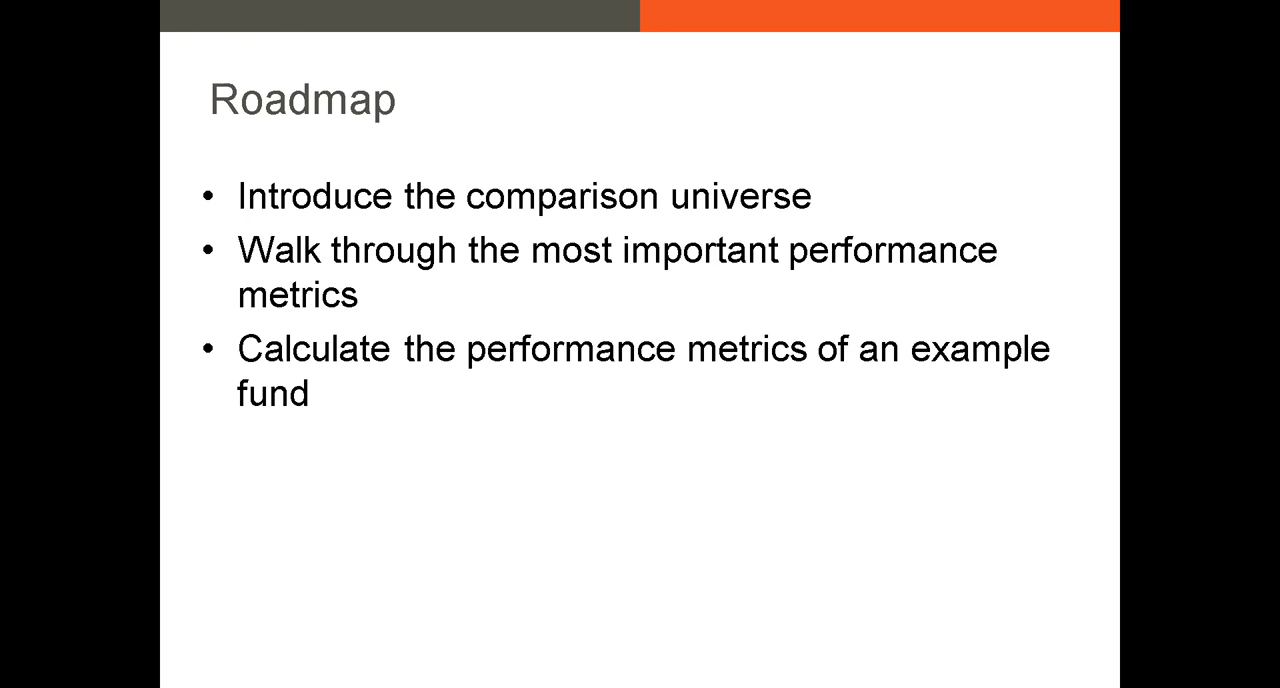 Roadmap
• Introduce the comparison universe
• Walk through the most important performance
metrics
• Calculate the performance metrics of an example
fund